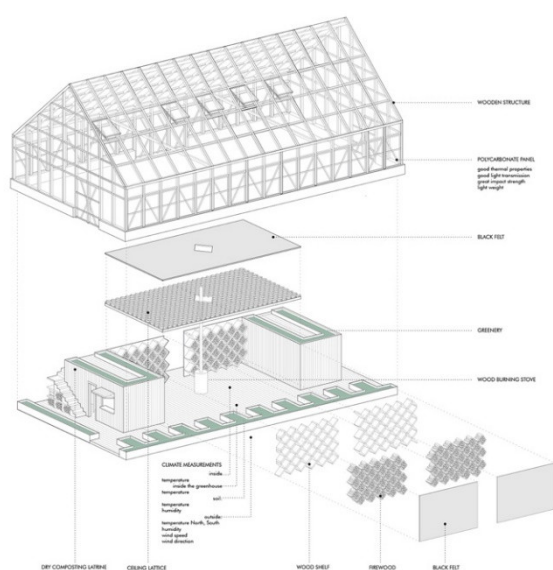 WOODEN STRUCTURE
POLYCARBONATE PANEL
good thermal properties
good light transmission
great impact strength
light weight
BLACK FELT
GREENERY
WOOD BURNING STOVE
CLIMATE MEASUREMENTS
inside:
temperature
inside the greenhouse
temperature
soil:
temperature
humidity
outside:
temperature North, South
humidity
wind speed
wind direction
DRY COMPOSTING LATRINE
CEILING LATTICE
WOOD SHELF
FIREWOOD
BLACK FELT